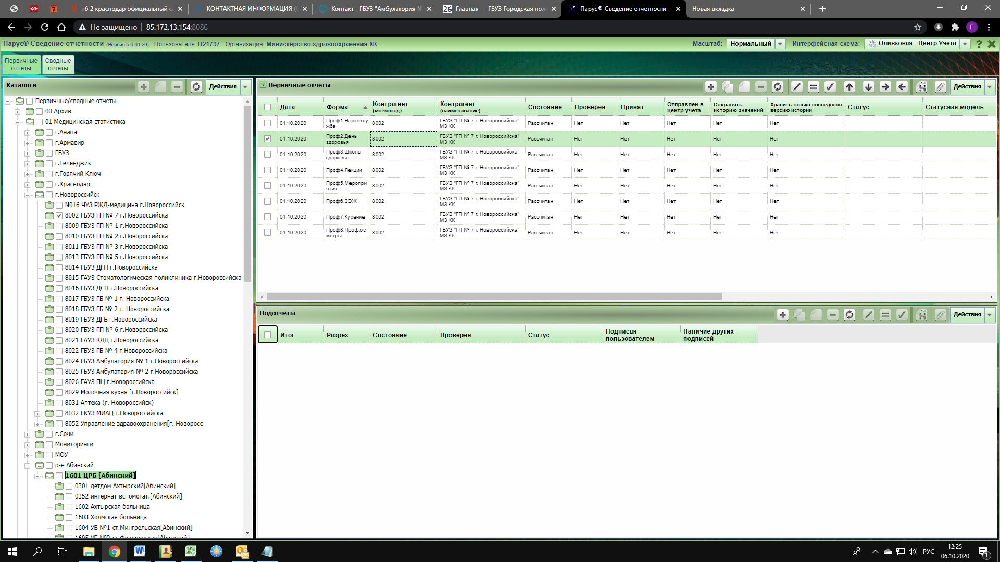 гб 2 краснодар официальный са
КОНТАКТНАЯ ИНФОРМАЦИЯ (
Контакт - ГБУЗ "Амбулатория №
Главная — ГБУЗ Городская пол
Парус® Сведение отчетности
Новая вкладка
Не защищено
85.172.13.154:8086
Парус® Сведение отчетности (Версия 5.6.61.29) Пользователь: H21737 Организация: Министерство здравоохранения КК
Масштаб: Нормальный Интерфейсная схема: Оливковая - Центр Учета
Первичные отчеты
Сводные отчеты
Каталоги
Действия
Первичные/сводные отчеты
00 Архив
01 Медицинская статистика
г.Анапа
г.Армавир
ГБУЗ
г.Геленджик
г.Горячий Ключ
г.Краснодар
г.Новороссийск
N016 ЧУЗ РЖД-медицина г.Новороссийск
8002 ГБУЗ ГП № 7 г.Новороссийска
8009 ГБУЗ ГП № 1 г.Новороссийска
8010 ГБУЗ ГП № 2 г.Новороссийска
8011 ГБУЗ ГП № 3 г.Новороссийска
8013 ГБУЗ ГП № 5 г.Новороссийска
8014 ГБУЗ ДГП г.Новороссийска
8015 ГАУЗ Стоматологическая поликлиника г.Новороссийска
8016 ГБУЗ ДСП г.Новороссийска
8017 ГБУЗ ГБ № 1 г. Новороссийска
8018 ГБУЗ ГБ № 2 г. Новороссийска
8019 ГБУЗ ДГБ г.Новороссийска
8020 ГБУЗ ГП № 6 г.Новороссийска
8021 ГАУЗ КДЦ г.Новороссийска
8022 ГБУЗ ГБ № 4 г.Новороссийска
8024 ГБУЗ Амбулатория № 1 г.Новороссийска
8025 ГБУЗ Амбулатория № 2 г.Новороссийска
8026 ГАУЗ ПЦ г.Новороссийска
8029 Молочная кухня [г.Новороссийск]
8031 Аптека (г. Новороссийск)
8032 ГКУЗ МИАЦ г.Новороссийска
8052 Управление здравоохранения[г. Новоросс
г.Сочи
Мониторинги
МОУ
р-н Абинский
1601 ЦРБ [Абинский]
0301 детдом Ахтырский[Абинский]
0352 интернат вспомогат.[Абинский]
1602 Ахтырская больница
1603 Холмская больница
1604 УБ №1 ст.Мингрельская[Абинский]
1605 УБ №2 ст.Федоровская[Абинский]
Первичные отчеты
Действия
Дата Форма Контрагент (мнемокод) Контрагент (наименование) Состояние Проверен Принят Отправлен в центр учета Сохранять историю значений Хранить только последнюю версию истории Статус Статусная модель
01.10.2020 Проф1.Наркослужба 8002 ГБУЗ "ГП № 7 г. Новороссийска" МЗ КК Рассчитан Нет Нет Нет Нет Нет
01.10.2020 Проф2.День здоровья 8002 ГБУЗ "ГП № 7 г. Новороссийска" МЗ КК Рассчитан Нет Нет Нет Нет Нет
01.10.2020 Проф3.Школы здоровья 8002 ГБУЗ "ГП № 7 г. Новороссийска" МЗ КК Рассчитан Нет Нет Нет Нет Нет
01.10.2020 Проф4.Лекции 8002 ГБУЗ "ГП № 7 г. Новороссийска" МЗ КК Рассчитан Нет Нет Нет Нет Нет
01.10.2020 Проф5.Мероприятия 8002 ГБУЗ "ГП № 7 г. Новороссийска" МЗ КК Рассчитан Нет Нет Нет Нет Нет
01.10.2020 Проф6.ЗОЖ 8002 ГБУЗ "ГП № 7 г. Новороссийска" МЗ КК Рассчитан Нет Нет Нет Нет Нет
01.10.2020 Проф7.Курение 8002 ГБУЗ "ГП № 7 г. Новороссийска" МЗ КК Рассчитан Нет Нет Нет Нет Нет
01.10.2020 Проф8.Проф.осмотры 8002 ГБУЗ "ГП № 7 г. Новороссийска" МЗ КК Рассчитан Нет Нет Нет Нет Нет
Подотчеты
Действия
Итог Разрез Состояние Проверен Статус Подписан пользователем Наличие других подписей
РУС
12:25
06.10.2020
1